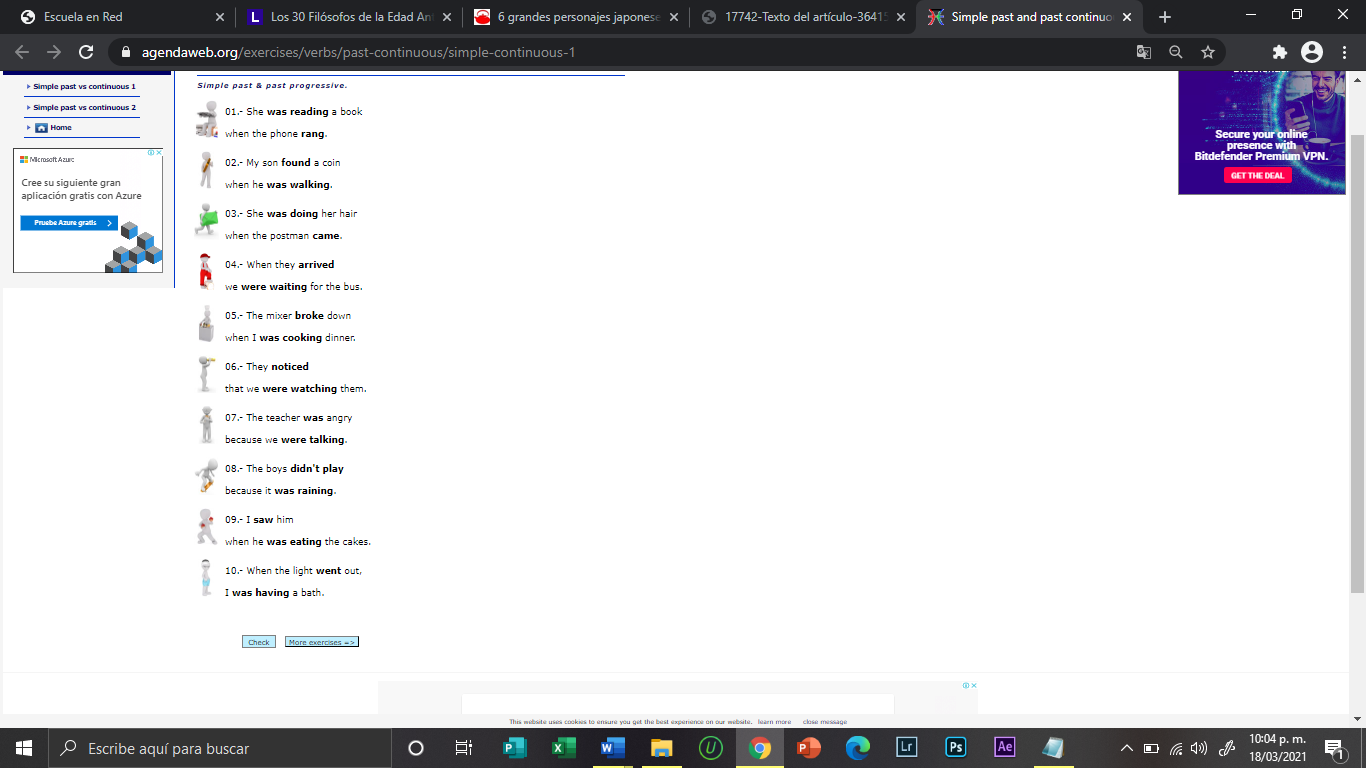 Escuela en Red
Los 30 Filósofos de la Edad Ant
6 grandes personajes japonese
17742-Texto del artículo-36415
Simple past and past continuo
agendaweb.org/exercises/verbs/past-continuous/simple-continuous-1
Simple past vs continuous 1
Simple past vs continuous 2
Home
Microsoft Azure
Cree su siguiente gran
aplicación gratis con Azure
Pruebe Azure gratis
Simple past & past progressive.
01.- She was reading a book
when the phone rang.
02.- My son found a coin
when he was walking.
03.- She was doing her hair
when the postman came.
04.- When they arrived
we were waiting for the bus.
05.- The mixer broke down
when I was cooking dinner.
06.- They noticed
that we were watching them.
07.- The teacher was angry
because we were talking.
08.- The boys didn't play
because it was raining.
09.- I saw him
when he was eating the cakes.
10.- When the light went out,
I was having a bath.
Check
More exercises =>
Secure your online
presence with
Bitdefender Premium VPN.
GET THE DEAL
This website uses cookies to ensure you get the best experience on our website. learn more close message
Escribe aquí para buscar
Lr
Ps
Ae
10:04 p. m.
18/03/2021
1